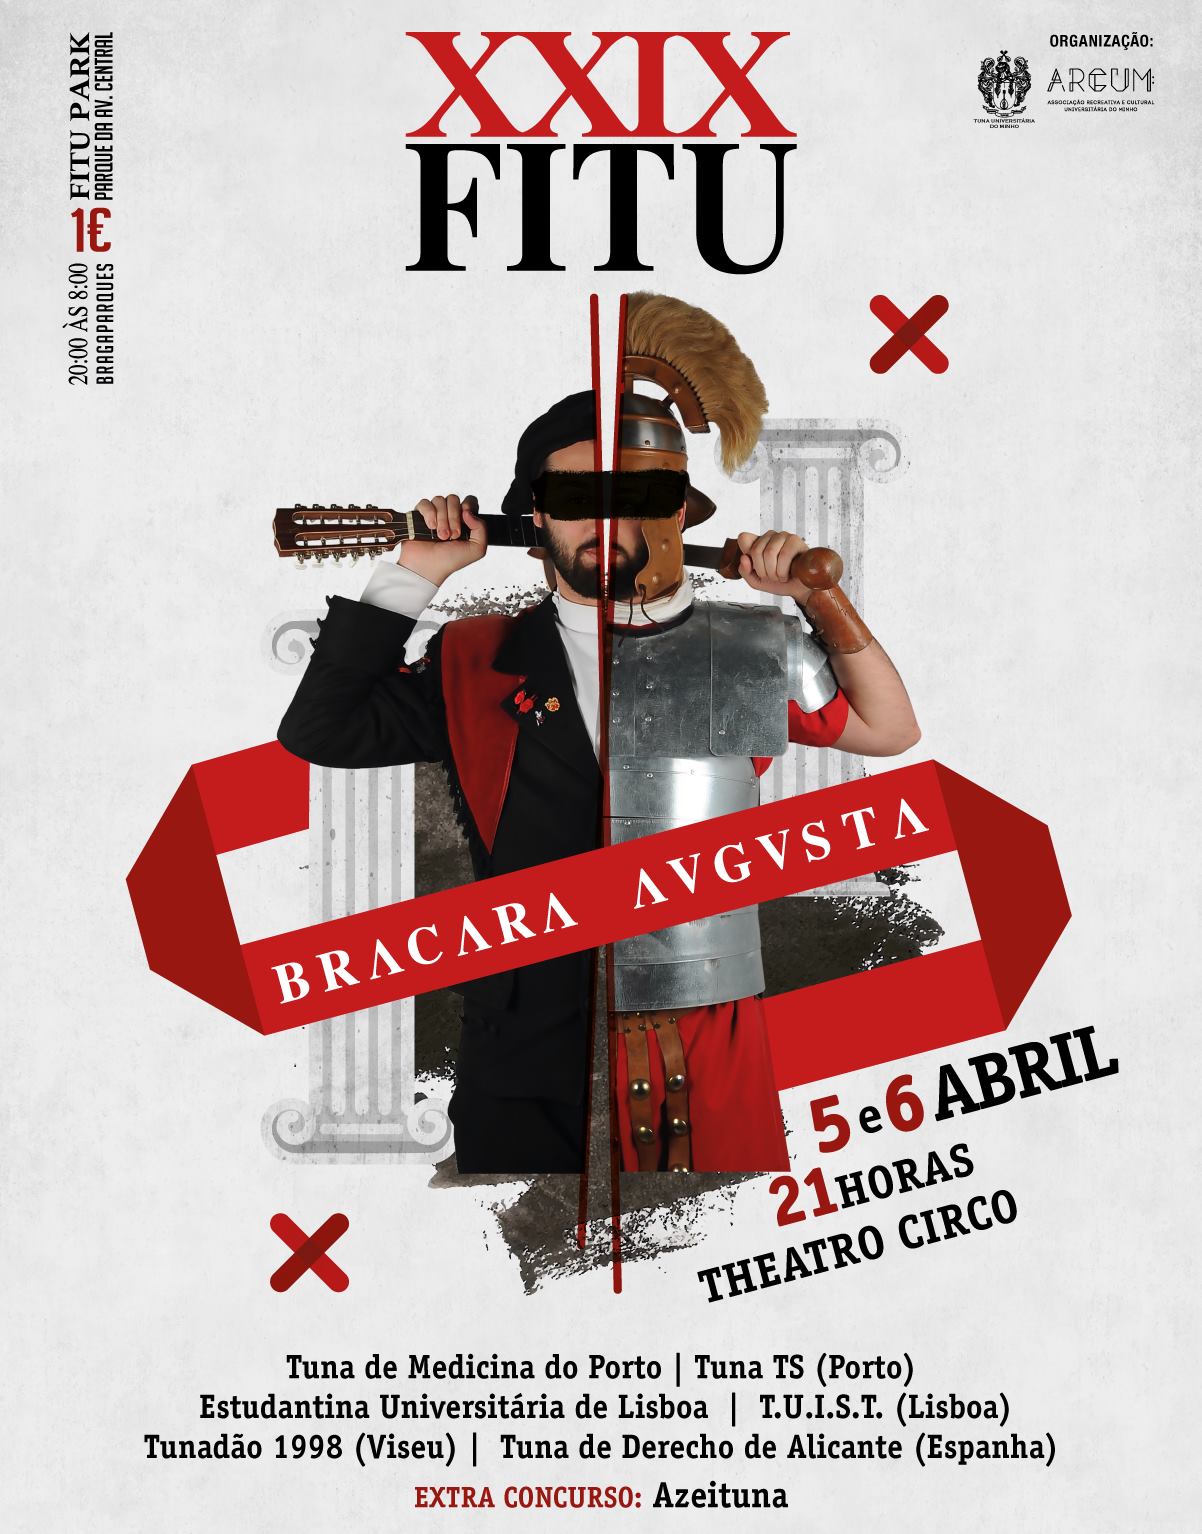 FITU PARK
PARQUE DA AV. CENTRAL
1€
20:00 ÀS 8:00
BRAGAPARQUES
XXIX
FITU
ORGANIZAÇÃO:
TUNA UNIVERSITÁRIA
DO MINHO
ARCUM
ASSOCIAÇÃO RECREATIVA E CULTURAL
UNIVERSITÁRIA DO MINHO
BRACARA AVGVSTA
5 e 6 ABRIL
21 HORAS
THEATRO CIRCO
Tuna de Medicina do Porto | Tuna TS (Porto)
Estudantina Universitária de Lisboa | T.U.I.S.T. (Lisboa)
Tunadão 1998 (Viseu) | Tuna de Derecho de Alicante (Espanha)
EXTRA CONCURSO: Azeituna